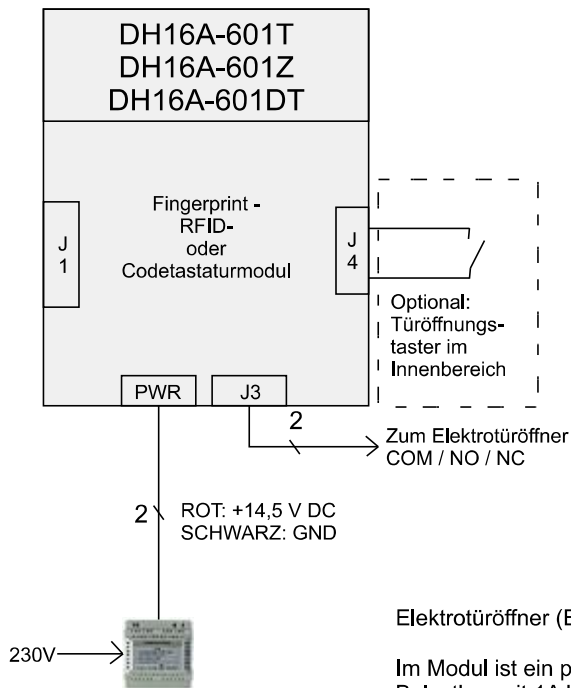 DH16A-601T
DH16A-601Z
DH16A-601DT
Fingerprint -
RFID-
oder
Codetastaturmodul
J
1
J
4
Optional:
Türöffnungs-
taster im
Innenbereich
PWR
J3
2
Zum Elektrotüröffner
COM / NO / NC
2
ROT: +14,5 V DC
SCHWARZ: GND
230V
Elektrotüröffner (E
Im Modul ist ein p